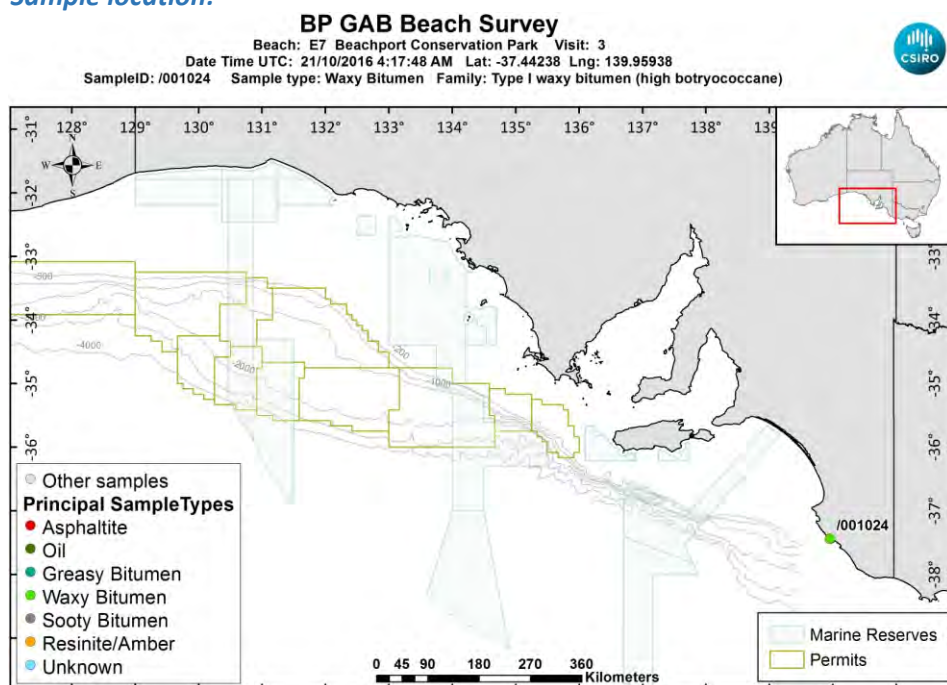 Sample location:
BP GAB Beach Survey
Beach: E7 Beachport Conservation Park Visit: 3
Date Time UTC: 21/10/2016 4:17:48 AM Lat: -37.44238 Lng: 139.95938
SampleID: /001024 Sample type: Waxy Bitumen Family: Type I waxy bitumen (high botryococcane)
CSIRO
128° 129° 130° 131° 132° 133° 134° 135° 136° 137° 138° 139
-31° -31°
N
W E
S
-32°
-33°
-34° -34°
-35° -35°
-36° -36°
-37°
-38°
-200
-1000
-2000
-4000
/001024
Other samples
Principal SampleTypes
Asphaltite
Oil
Greasy Bitumen
Waxy Bitumen
Sooty Bitumen
Resinite/Amber
Unknown
0 45 90 180 270 360
Kilometers
Marine Reserves
Permits